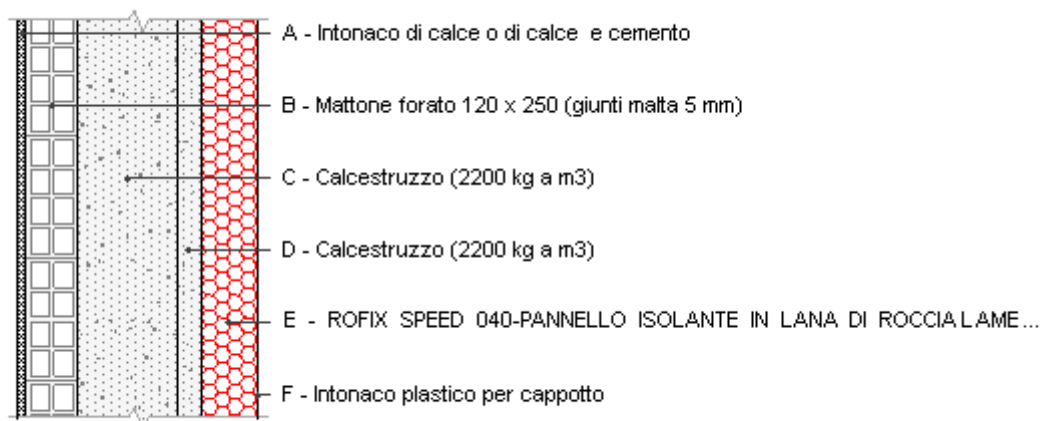 A - Intonaco di calce o di calce e cemento
B - Mattone forato 120 x 250 (giunti malta 5 mm)
C - Calcestruzzo (2200 kg a m3)
D - Calcestruzzo (2200 kg a m3)
E - ROFIX SPEED 040-PANNELLO ISOLANTE IN LANA DI ROCCIA LAME...
F - Intonaco plastico per cappotto